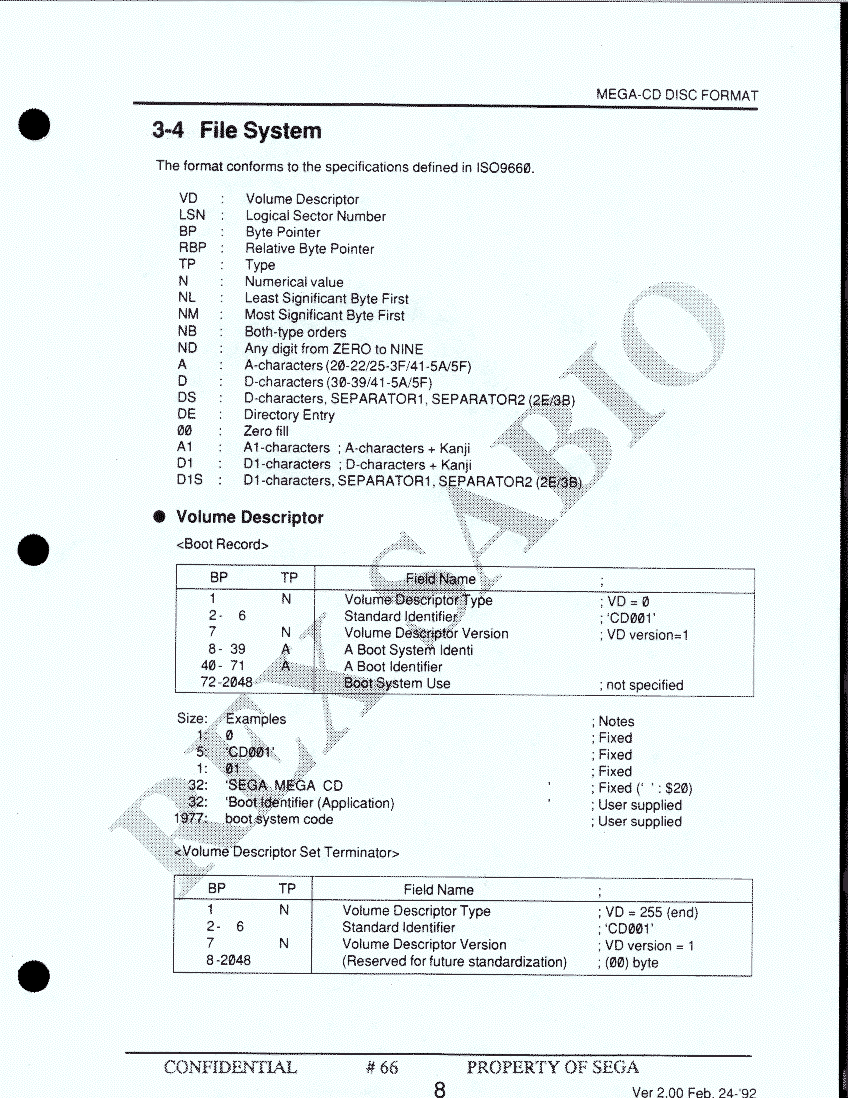 MEGA-CD DISC FORMAT
3-4 File System
The format conforms to the specifications defined in ISO9660.
VD : Volume Descriptor
LSN : Logical Sector Number
BP : Byte Pointer
RBP : Relative Byte Pointer
TP : Type
N : Numerical value
NL : Least Significant Byte First
NM : Most Significant Byte First
NB : Both-type orders
ND : Any digit from ZERO to NINE
A : A-characters (20-22/25-3F/41-5A/5F)
D : D-characters (30-39/41-5A/5F)
DS : D-characters, SEPARATOR1, SEPARATOR2 (2E/3B)
DE : Directory Entry
00 : Zero fill
A1 : A1-characters ; A-characters + Kanji
D1 : D1-characters ; D-characters + Kanji
D1S : D1-characters, SEPARATOR1, SEPARATOR2 (2E/3B)
● Volume Descriptor
<Boot Record>
BP TP Field Name ;
1 N Volume Descriptor Type ; VD = 0
2- 6 Standard Identifier ; 'CD001'
7 N Volume Descriptor Version ; VD version=1
8- 39 A A Boot System Identi
40- 71 A A Boot Identifier
72-2048 Boot System Use ; not specified
Size: Examples ; Notes
1: 0 ; Fixed
5: 'CD001' ; Fixed
1: 01 ; Fixed
32: 'SEGA MEGA CD ' ; Fixed (' ' : $20)
32: 'Boot Identifier (Application) ' ; User supplied
1977: boot system code ; User supplied
<Volume Descriptor Set Terminator>
BP TP Field Name ;
1 N Volume Descriptor Type ; VD = 255 (end)
2- 6 Standard Identifier ; 'CD001'
7 N Volume Descriptor Version ; VD version = 1
8-2048 (Reserved for future standardization) ; (00) byte
REX SABIO
CONFIDENTIAL # 66 PROPERTY OF SEGA
8
Ver 2.00 Feb. 24-'92